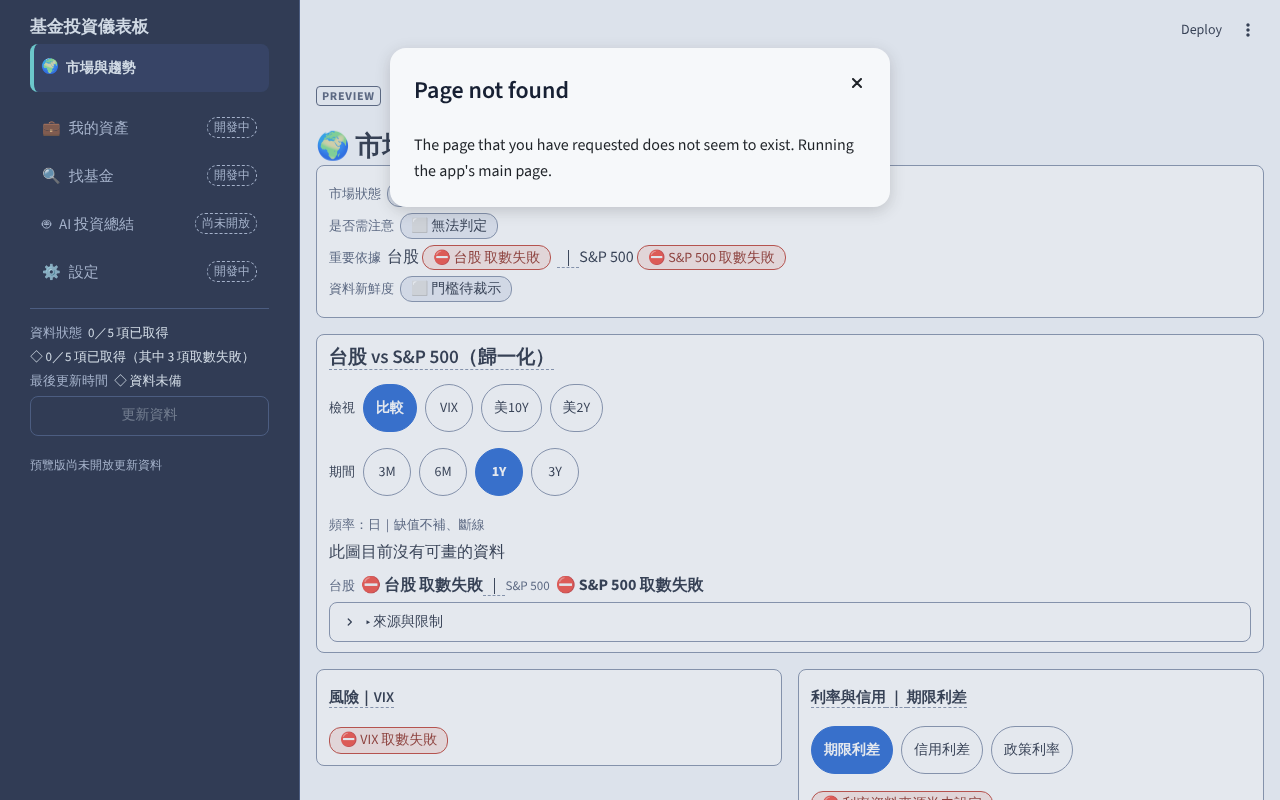 基金投資儀表板
市場與趨勢
我的資產 開發中
找基金 開發中
AI 投資總結 尚未開放
設定 開發中
資料狀態 0／5 項已取得
◇ 0／5 項已取得（其中 3 項取數失敗）
最後更新時間 ◇ 資料未備
更新資料
預覽版尚未開放更新資料
Deploy
PREVIEW
Page not found
The page that you have requested does not seem to exist. Running
the app's main page.
市場狀態
是否需注意 無法判定
重要依據 台股 台股 取數失敗 ｜ S&P 500 S&P 500 取數失敗
資料新鮮度 門檻待裁示
台股 vs S&P 500（歸一化）
檢視 比較 VIX 美10Y 美2Y
期間 3M 6M 1Y 3Y
頻率：日｜缺值不補、斷線
此圖目前沒有可畫的資料
台股 台股 取數失敗 ｜ S&P 500 S&P 500 取數失敗
▸ 來源與限制
風險｜VIX
VIX 取數失敗
利率與信用 ｜ 期限利差
期限利差 信用利差 政策利率